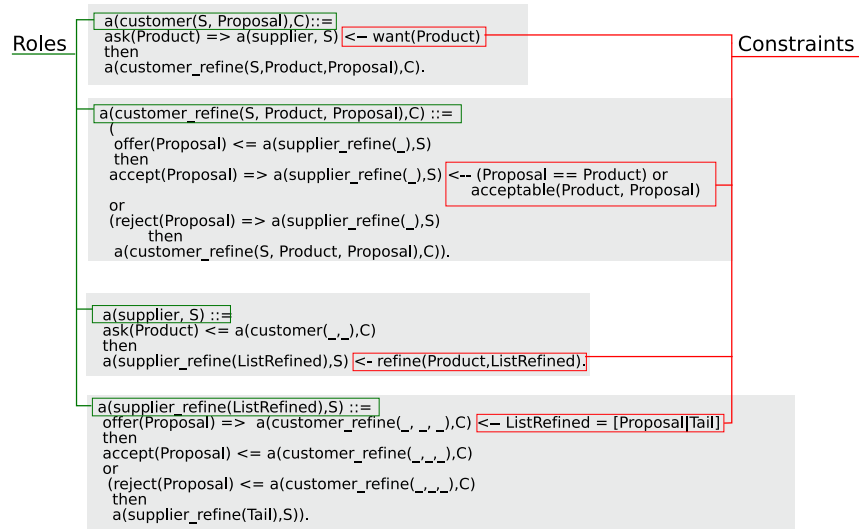 Roles
Constraints
a(customer(S, Proposal),C)::=
ask(Product) => a(supplier, S) <– want(Product)
then
a(customer_refine(S,Product,Proposal),C).
a(customer_refine(S, Product, Proposal),C) ::=
(
offer(Proposal) <= a(supplier_refine(_),S)
then
accept(Proposal) => a(supplier_refine(_),S) <-- (Proposal == Product) or
acceptable(Product, Proposal)
or
(reject(Proposal) => a(supplier_refine(_),S)
then
a(customer_refine(S, Product, Proposal),C)).
a(supplier, S) ::=
ask(Product) <= a(customer(_,_),C)
then
a(supplier_refine(ListRefined),S) <- refine(Product,ListRefined).
a(supplier_refine(ListRefined),S) ::=
offer(Proposal) => a(customer_refine(_, _, _),C) <– ListRefined = [Proposal|Tail]
then
accept(Proposal) <= a(customer_refine(_,_,_),C)
or
(reject(Proposal) <= a(customer_refine(_,_,_),C)
then
a(supplier_refine(Tail),S)).